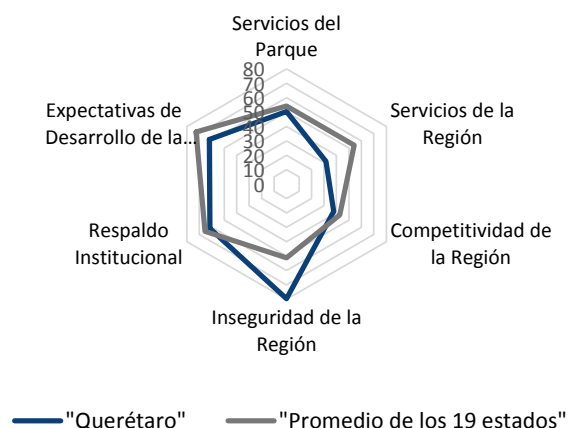 Servicios del
Parque
80
70
60
50
40
30
20
10
0
Servicios de la
Región
Competitividad de
la Región
Inseguridad de la
Región
Respaldo
Institucional
Expectativas de
Desarrollo de la...
"Querétaro"
"Promedio de los 19 estados"